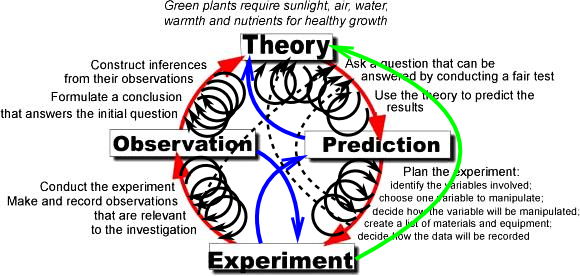 Green plants require sunlight, air, water,
warmth and nutrients for healthy growth
Theory
Construct inferences
from their observations
Formulate a conclusion
that answers the initial question
Ask a question that can be
answered by conducting a fair test
Use the theory to predict the
results
Observation
Prediction
Conduct the experiment
Make and record observations
that are relevant
to the investigation
Plan the experiment:
identify the variables involved;
choose one variable to manipulate;
decide how the variable will be manipulated;
create a list of materials and equipment;
decide how the data will be recorded
Experiment